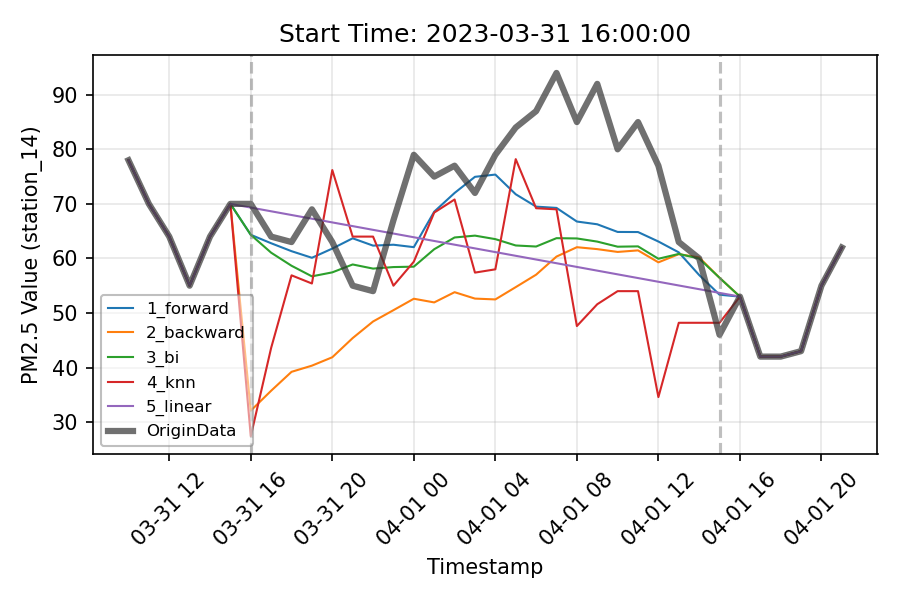 Start Time: 2023-03-31 16:00:00
PM2.5 Value (station_14)
90
80
70
60
50
40
30
1_forward
2_backward
3_bi
4_knn
5_linear
OriginData
03-31 12
03-31 16
03-31 20
04-01 00
04-01 04
04-01 08
04-01 12
04-01 16
04-01 20
Timestamp